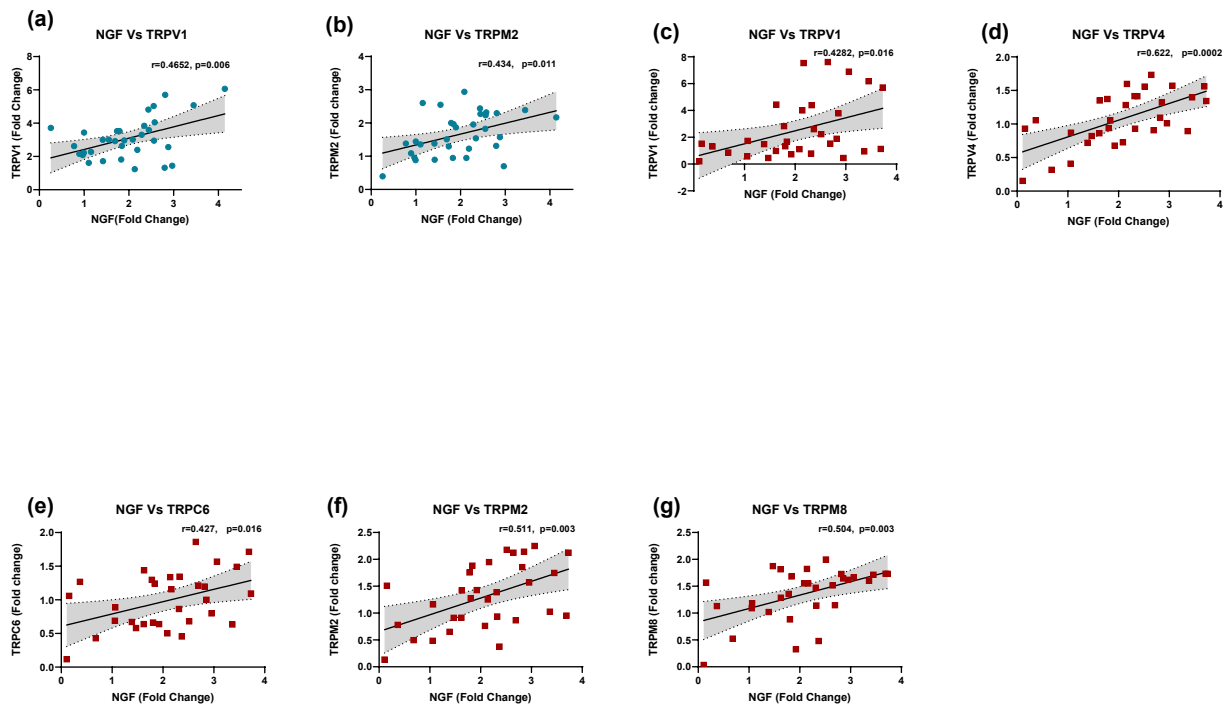 (a)
NGF Vs TRPV1
r=0.4652, p=0.006
TRPV1 (Fold change)
8
6
4
2
0
0 1 2 3 4 5
NGF(Fold Change)
(b)
NGF Vs TRPM2
r=0.434, p=0.011
TRPM2 (Fold change)
4
3
2
1
0
0 1 2 3 4
NGF (Fold Change)
(c)
NGF Vs TRPV1
r=0.4282, p=0.016
TRPV1 (Fold change)
8
6
4
2
0
-2
0 1 2 3 4
NGF (Fold Change)
(d)
NGF Vs TRPV4
r=0.622, p=0.0002
TRPV4 (Fold change)
2.0
1.5
1.0
0.5
0.0
0 1 2 3 4
NGF (Fold Change)
(e)
NGF Vs TRPC6
r=0.427, p=0.016
TRPC6 (Fold change)
2.0
1.5
1.0
0.5
0.0
0 1 2 3 4
NGF (Fold Change)
(f)
NGF Vs TRPM2
r=0.511, p=0.003
TRPM2 (Fold change)
2.5
2.0
1.5
1.0
0.5
0.0
0 1 2 3 4
NGF (Fold Change)
(g)
NGF Vs TRPM8
r=0.504, p=0.003
TRPM8 (Fold change)
2.5
2.0
1.5
1.0
0.5
0.0
0 1 2 3 4
NGF (Fold Change)